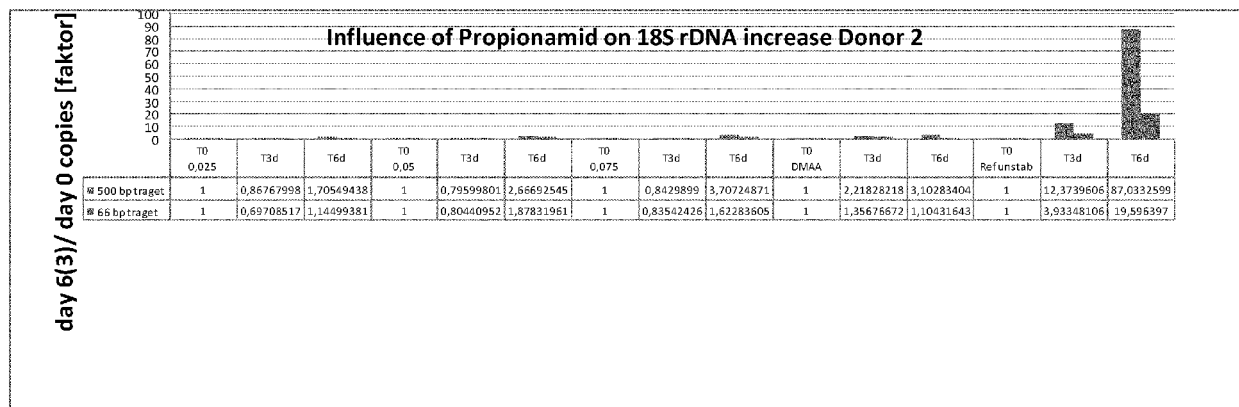 Influence of Propionamid on 18S rDNA increase Donor 2
day 6(3)/ day 0 copies [faktor]
100
90
80
70
60
50
40
30
20
10
0
T0 0,025 T3d T6d T0 0,05 T3d T6d T0 0,075 T3d T6d T0 DMAA T3d T6d T0 Refunstab T3d T6d
500 bp traget 1 0,86767998 1,70549438 1 0,79599801 2,66692545 1 0,8429899 3,70724871 1 2,21828218 3,10283404 1 12,3739606 87,0332599
66 bp traget 1 0,69708517 1,14499381 1 0,80440952 1,87831961 1 0,83542426 1,62283605 1 1,35676672 1,10431643 1 3,93348106 19,596397